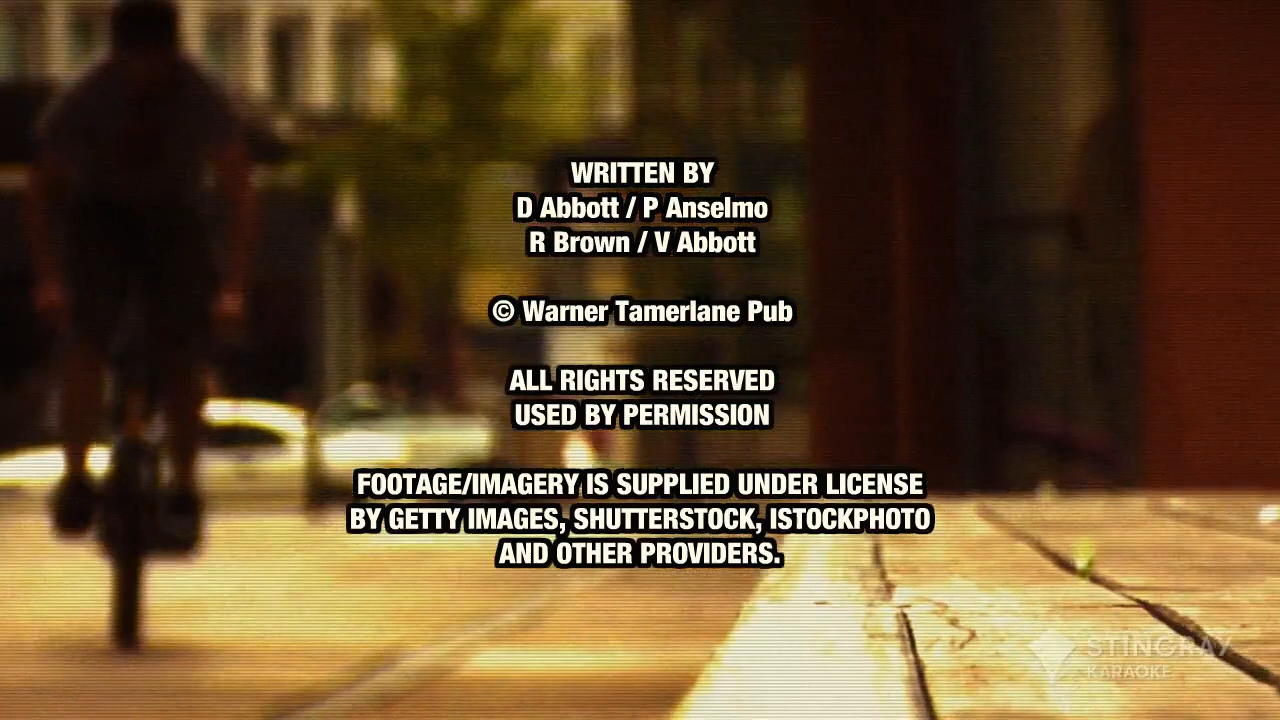 WRITTEN BY
D Abbott / P Anselmo
R Brown / V Abbott
© Warner Tamerlane Pub
ALL RIGHTS RESERVED
USED BY PERMISSION
FOOTAGE/IMAGERY IS SUPPLIED UNDER LICENSE
BY GETTY IMAGES, SHUTTERSTOCK, ISTOCKPHOTO
AND OTHER PROVIDERS.
STINGRAY
KARAOKE